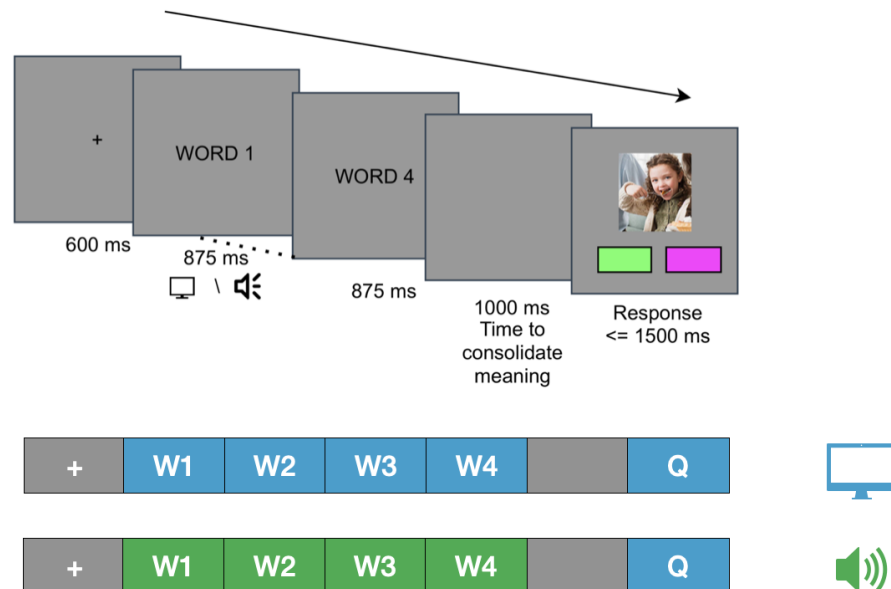 +
600 ms
WORD 1
875 ms
\
WORD 4
875 ms
1000 ms
Time to
consolidate
meaning
Response
<= 1500 ms
+ W1 W2 W3 W4 Q
+ W1 W2 W3 W4 Q